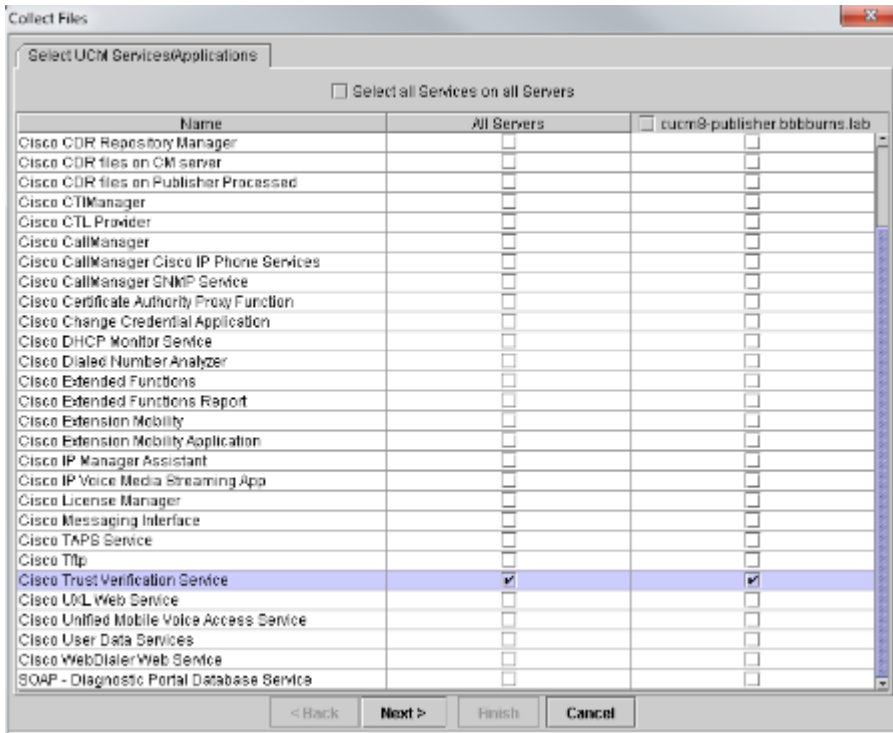 Collect Files
Select UCM Services/Applications
Select all Services on all Servers
Name All Servers cucm9-publisher.bbbburns.lab
Cisco CDR Repository Manager
Cisco CDR files on CM server
Cisco CDR files on Publisher Processed
Cisco CTIManager
Cisco CTL Provider
Cisco CallManager
Cisco CallManager Cisco IP Phone Services
Cisco CallManager SNMP Service
Cisco Certificate Authority Proxy Function
Cisco Change Credential Application
Cisco DHCP Monitor Service
Cisco Dialed Number Analyzer
Cisco Extended Functions
Cisco Extended Functions Report
Cisco Extension Mobility
Cisco Extension Mobility Application
Cisco IP Manager Assistant
Cisco IP Voice Media Streaming App
Cisco License Manager
Cisco Messaging Interface
Cisco TAPS Service
Cisco Tftp
Cisco Trust Verification Service
Cisco UXL Web Service
Cisco Unified Mobile Voice Access Service
Cisco User Data Services
Cisco WebDialer Web Service
SOAP - Diagnostic Portal Database Service
< Back Next > Finish Cancel